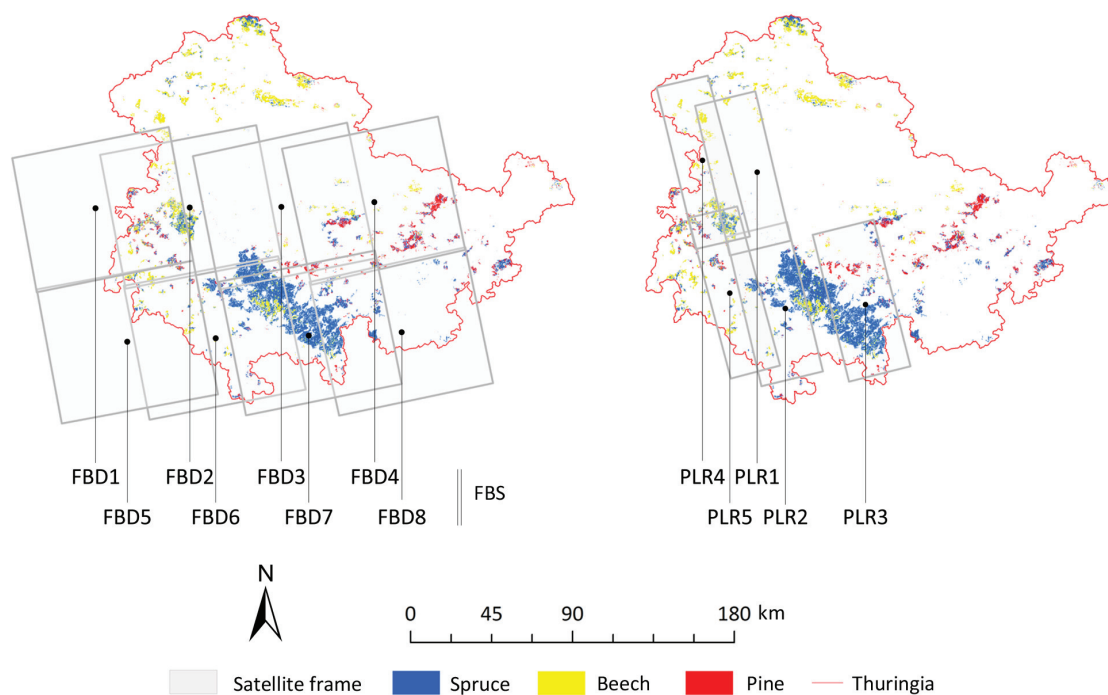 FBD1 FBD2 FBD3 FBD4 FBS
FBD5 FBD6 FBD7 FBD8
PLR4 PLR1
PLR5 PLR2 PLR3
N
0 45 90 180 km
Satellite frame Spruce Beech Pine Thuringia